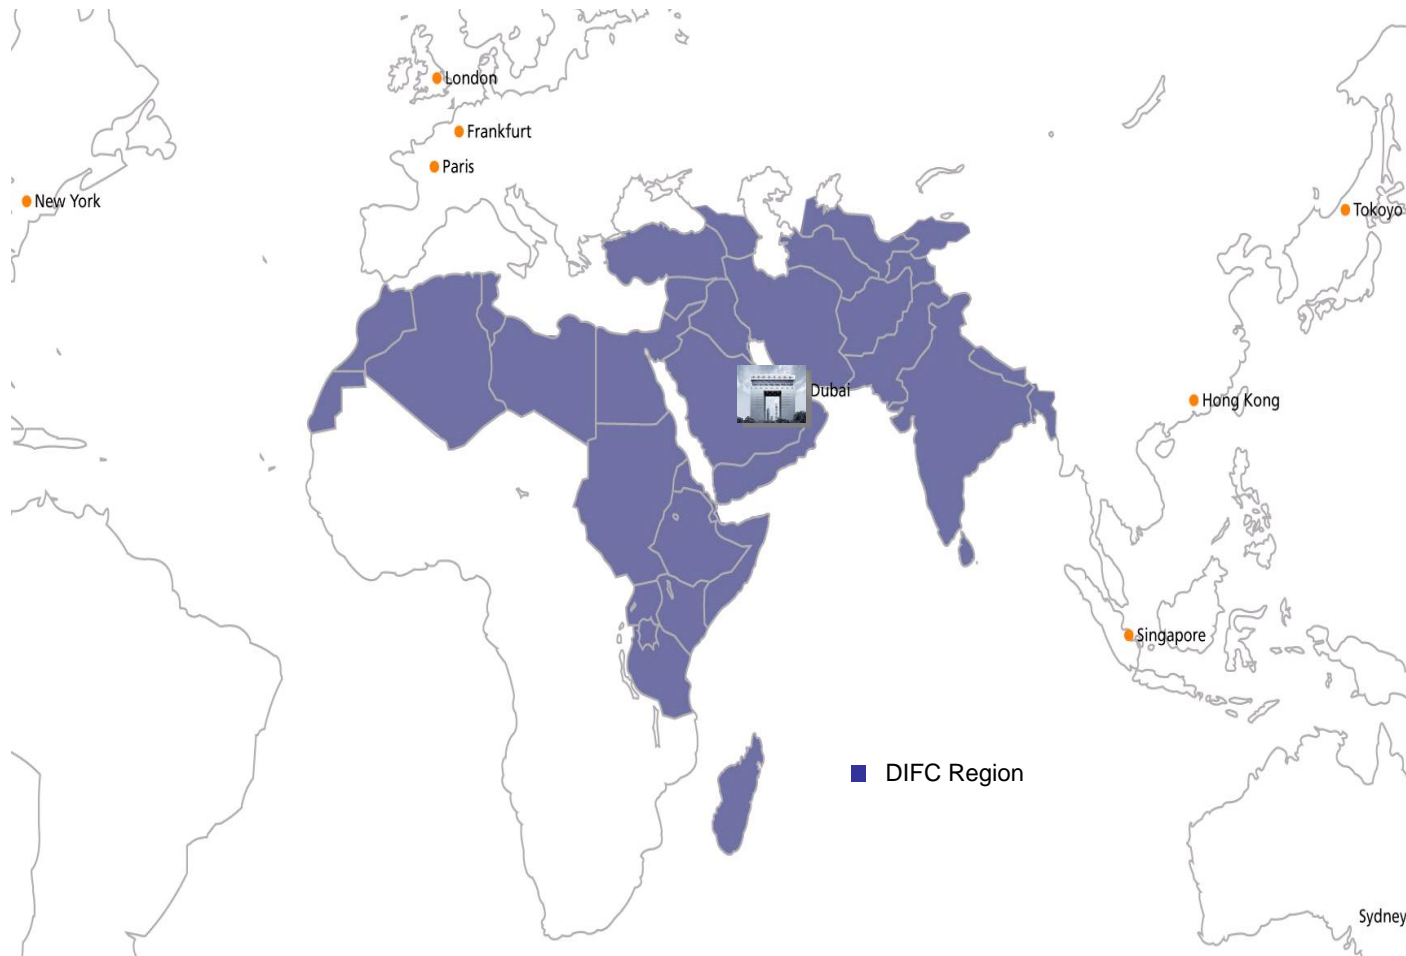 London
Frankfurt
Paris
New York
Tokoyo
Dubai
Hong Kong
Singapore
DIFC Region
Sydney